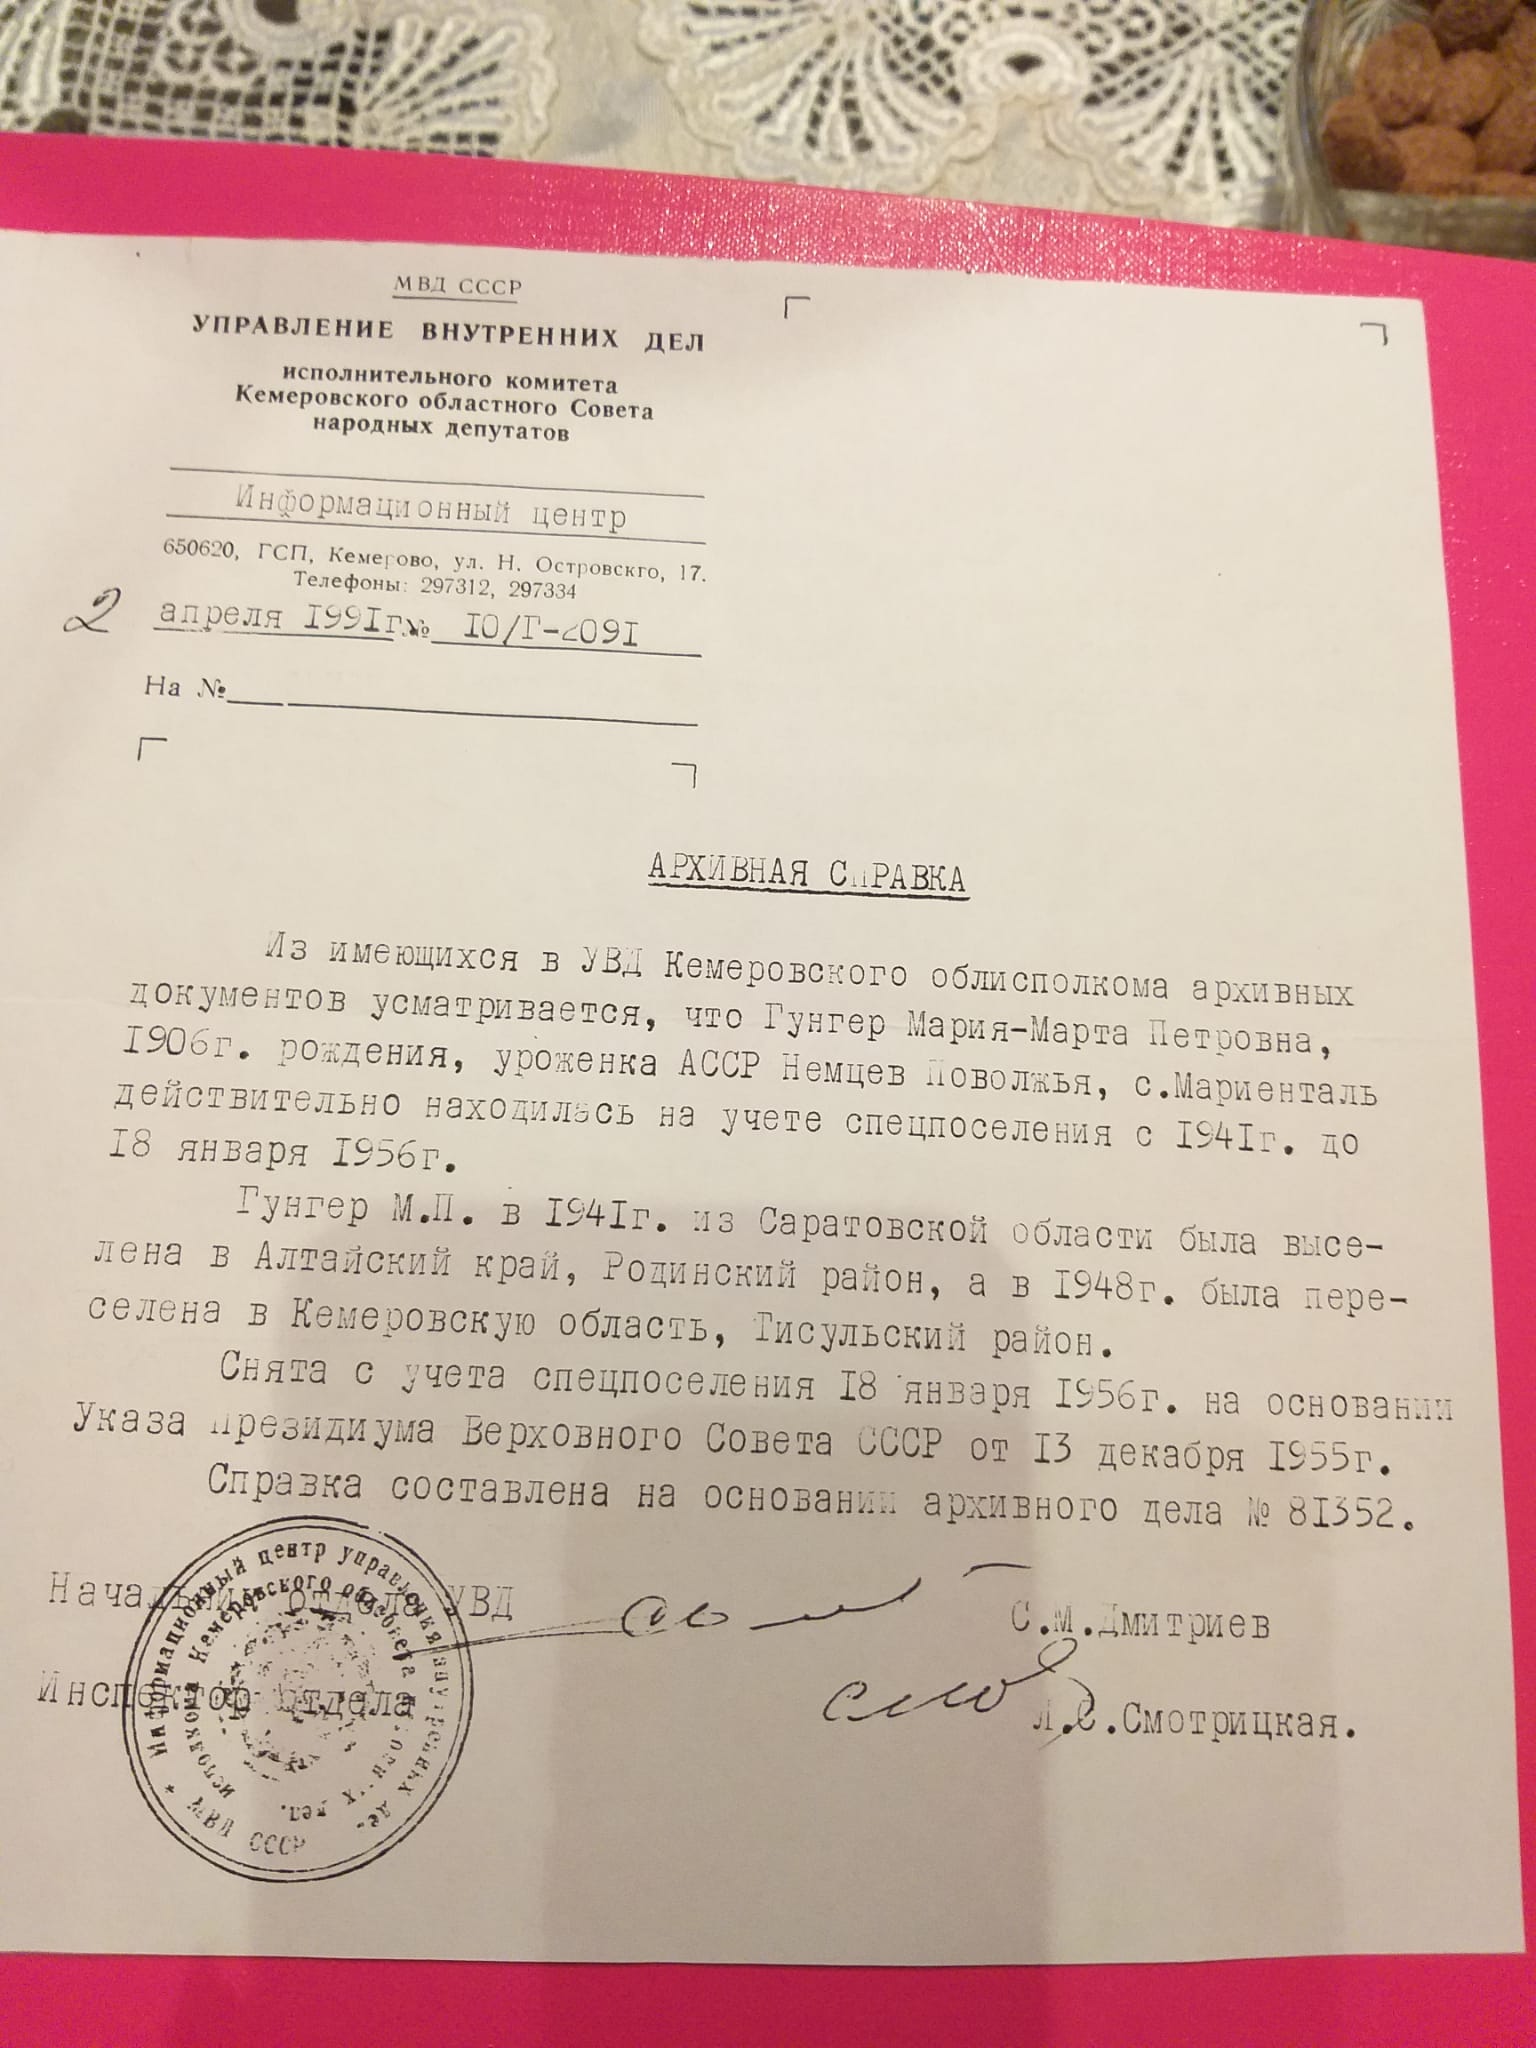 МВД СССР
УПРАВЛЕНИЕ ВНУТРЕННИХ ДЕЛ
исполнительного комитета
Кемеровского областного Совета
народных депутатов
Информационный центр
650620, ГСП, Кемерово, ул. Н. Островскго, 17.
Телефоны: 297312, 297334
2 апреля 1991г. № 10/Г-2091
На №
АРХИВНАЯ СПРАВКА
Из имеющихся в УВД Кемеровского облисполкома архивных
документов усматривается, что Гунгер Мария-Марта Петровна,
1906г. рождения, уроженка АССР Немцев Поволжья, с.Мариенталь
действительно находилась на учете спецпоселения с 1941г. до
18 января 1956г.
Гунгер М.П. в 1941г. из Саратовской области была высе-
лена в Алтайский край, Родинский район, а в 1948г. была пере-
селена в Кемеровскую область, Тисульский район.
Снята с учета спецпоселения 18 января 1956г. на основании
Указа Президиума Верховного Совета СССР от 13 декабря 1955г.
Справка составлена на основании архивного дела № 81352.
Начальник отдела УВД С.М.Дмитриев
Инспектор отдела Л.С.Смотрицкая.
* Информационный центр управления внутренних дел
исполкома Кемеровского народных деп.
МВД СССР